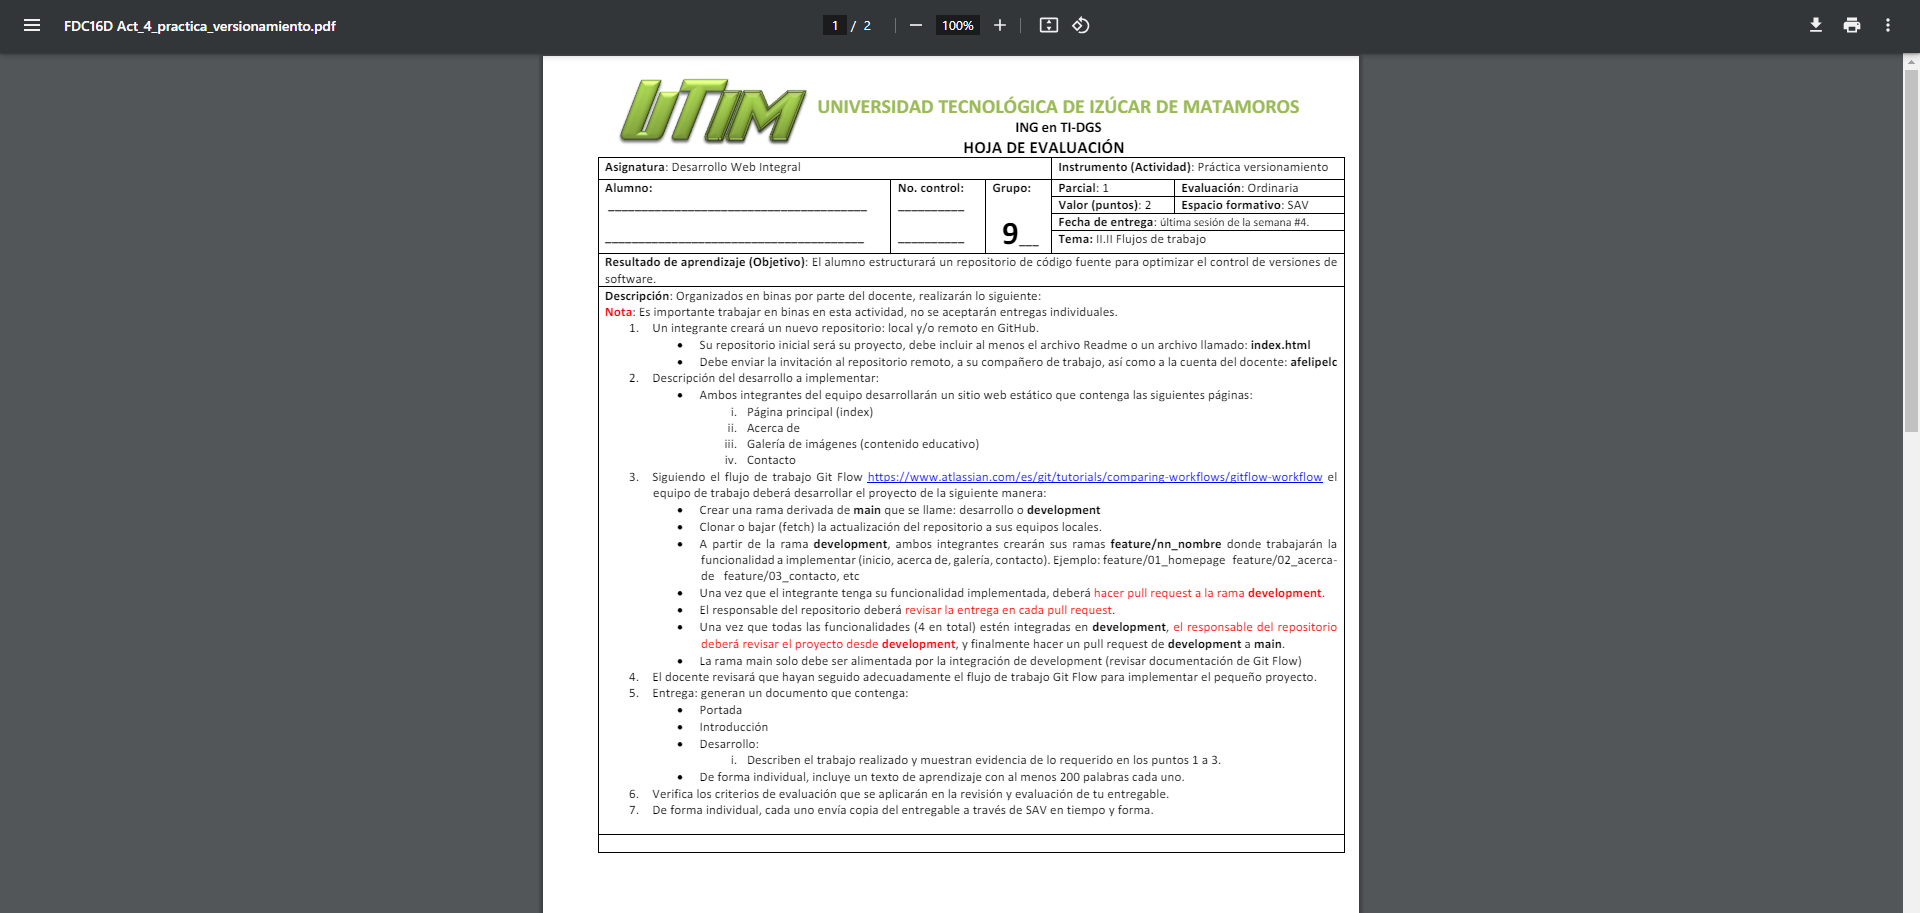 FDC16D Act_4_practica_versionamiento.pdf
1 / 2
100%
UTIM
UNIVERSIDAD TECNOLÓGICA DE IZÚCAR DE MATAMOROS
ING en TI-DGS
HOJA DE EVALUACIÓN
Asignatura: Desarrollo Web Integral
Instrumento (Actividad): Práctica versionamiento
Alumno:
No. control:
Grupo:
9___
Parcial: 1
Evaluación: Ordinaria
Valor (puntos): 2
Espacio formativo: SAV
Fecha de entrega: última sesión de la semana #4.
Tema: II.II Flujos de trabajo
Resultado de aprendizaje (Objetivo): El alumno estructurará un repositorio de código fuente para optimizar el control de versiones de
software.
Descripción: Organizados en binas por parte del docente, realizarán lo siguiente:
Nota: Es importante trabajar en binas en esta actividad, no se aceptarán entregas individuales.
1. Un integrante creará un nuevo repositorio: local y/o remoto en GitHub.
• Su repositorio inicial será su proyecto, debe incluir al menos el archivo Readme o un archivo llamado: index.html
• Debe enviar la invitación al repositorio remoto, a su compañero de trabajo, así como a la cuenta del docente: afelipelc
2. Descripción del desarrollo a implementar:
• Ambos integrantes del equipo desarrollarán un sitio web estático que contenga las siguientes páginas:
i. Página principal (index)
ii. Acerca de
iii. Galería de imágenes (contenido educativo)
iv. Contacto
3. Siguiendo el flujo de trabajo Git Flow https://www.atlassian.com/es/git/tutorials/comparing-workflows/gitflow-workflow el
equipo de trabajo deberá desarrollar el proyecto de la siguiente manera:
• Crear una rama derivada de main que se llame: desarrollo o development
• Clonar o bajar (fetch) la actualización del repositorio a sus equipos locales.
• A partir de la rama development, ambos integrantes crearán sus ramas feature/nn_nombre donde trabajarán la
funcionalidad a implementar (inicio, acerca de, galería, contacto). Ejemplo: feature/01_homepage feature/02_acerca-
de feature/03_contacto, etc
• Una vez que el integrante tenga su funcionalidad implementada, deberá hacer pull request a la rama development.
• El responsable del repositorio deberá revisar la entrega en cada pull request.
• Una vez que todas las funcionalidades (4 en total) estén integradas en development, el responsable del repositorio
deberá revisar el proyecto desde development, y finalmente hacer un pull request de development a main.
• La rama main solo debe ser alimentada por la integración de development (revisar documentación de Git Flow)
4. El docente revisará que hayan seguido adecuadamente el flujo de trabajo Git Flow para implementar el pequeño proyecto.
5. Entrega: generan un documento que contenga:
• Portada
• Introducción
• Desarrollo:
i. Describen el trabajo realizado y muestran evidencia de lo requerido en los puntos 1 a 3.
• De forma individual, incluye un texto de aprendizaje con al menos 200 palabras cada uno.
6. Verifica los criterios de evaluación que se aplicarán en la revisión y evaluación de tu entregable.
7. De forma individual, cada uno envía copia del entregable a través de SAV en tiempo y forma.